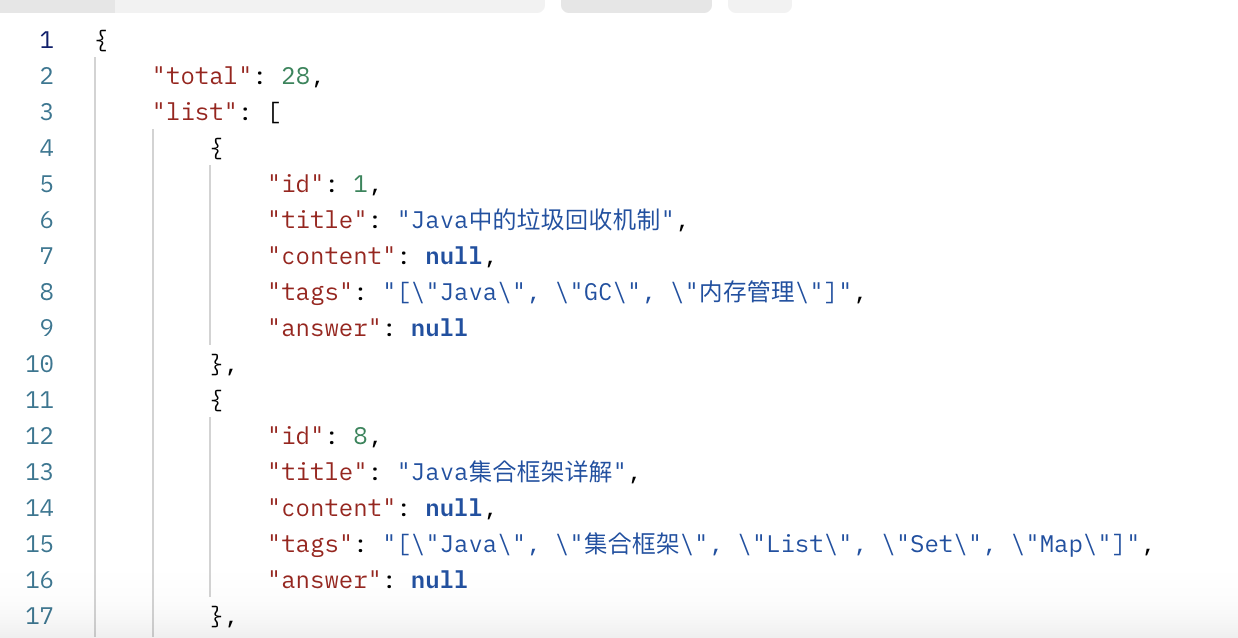 1 {
2 "total": 28,
3 "list": [
4 {
5 "id": 1,
6 "title": "Java中的垃圾回收机制",
7 "content": null,
8 "tags": "[\"Java\", \"GC\", \"内存管理\"]",
9 "answer": null
10 },
11 {
12 "id": 8,
13 "title": "Java集合框架详解",
14 "content": null,
15 "tags": "[\"Java\", \"集合框架\", \"List\", \"Set\", \"Map\"]",
16 "answer": null
17 },